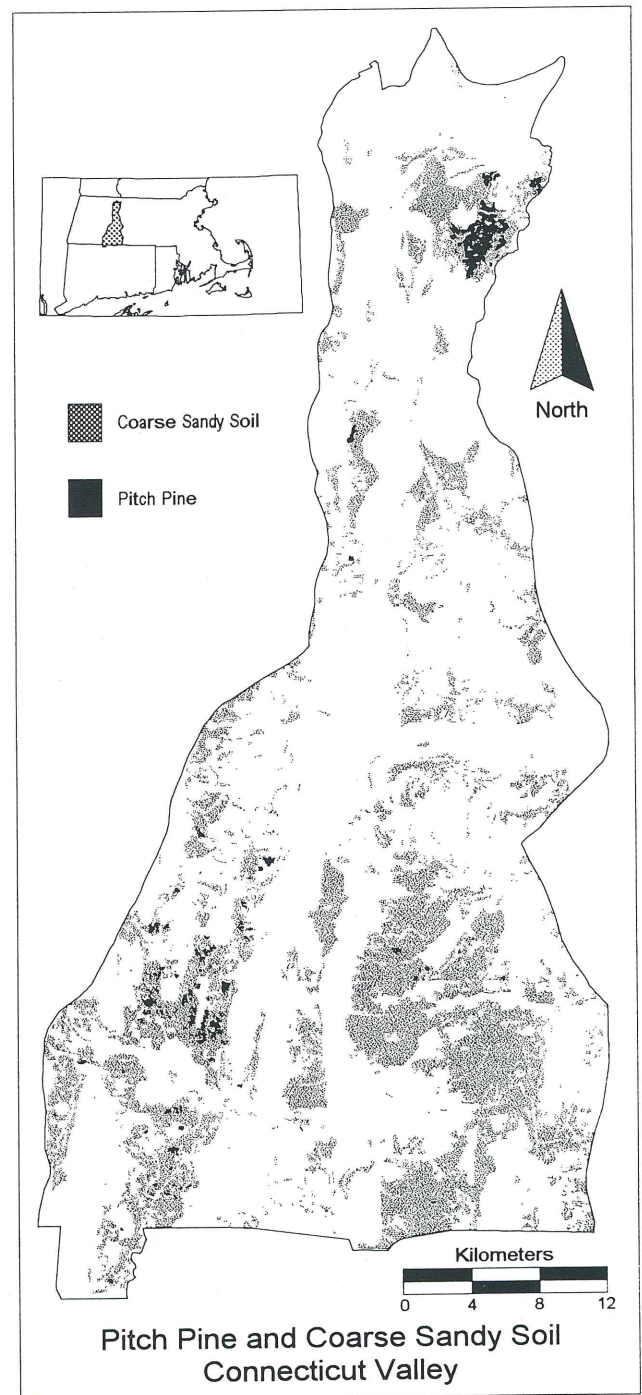 North
Coarse Sandy Soil
Pitch Pine
Kilometers
0 4 8 12
Pitch Pine and Coarse Sandy Soil
Connecticut Valley